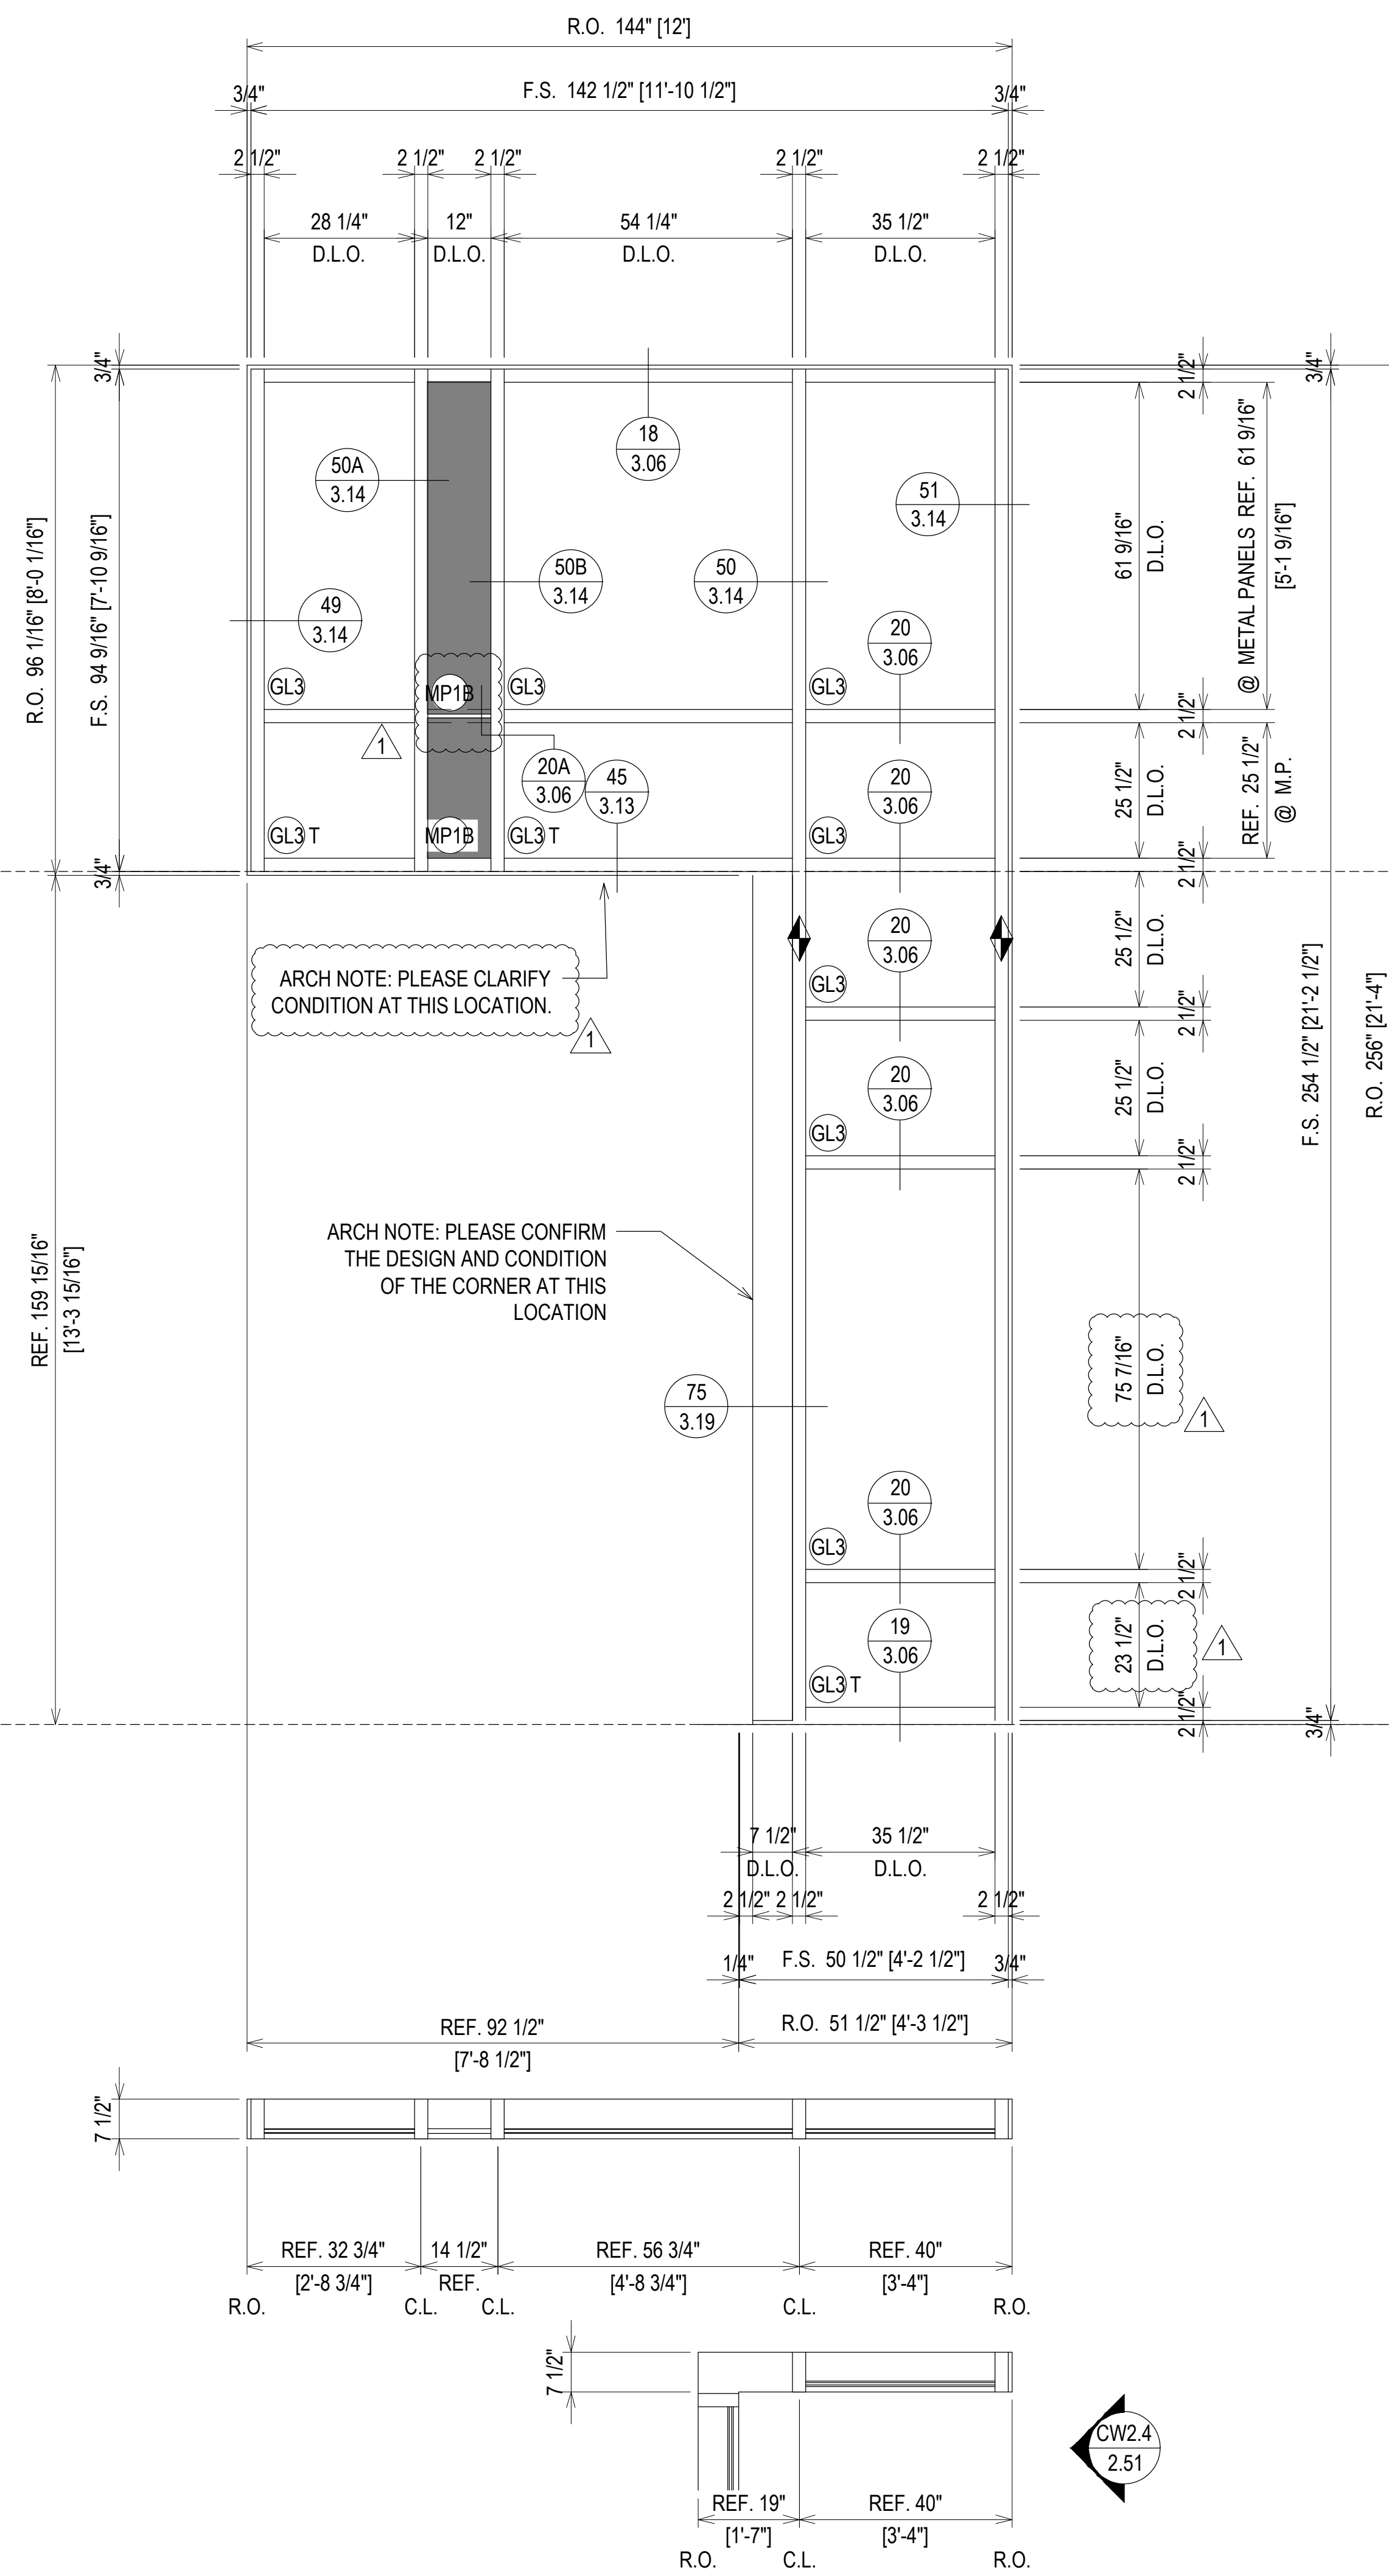 R.O.  144" [12']
F.S.  142 1/2" [11'-10 1/2"]
3/4"
3/4"
2 1/2"
2 1/2"
2 1/2"
2 1/2"
2 1/2"
28 1/4"
D.L.O.
12"
D.L.O.
54 1/4"
D.L.O.
35 1/2"
D.L.O.
R.O.  96 1/16" [8'-0 1/16"]
F.S.  94 9/16" [7'-10 9/16"]
3/4"
3/4"
50A
3.14
18
3.06
51
3.14
50B
3.14
50
3.14
49
3.14
20
3.06
GL3
MP1B
GL3
GL3
1
20A
3.06
45
3.13
20
3.06
GL3 T
MP1B
GL3 T
GL3
2 1/2"
61 9/16"
D.L.O.
@  METAL PANELS  REF.  61 9/16"
[5'-1 9/16"]
3/4"
2 1/2"
25 1/2"
D.L.O.
REF.  25 1/2"
@  M.P.
2 1/2"
ARCH NOTE: PLEASE CLARIFY
CONDITION AT THIS LOCATION.
1
20
3.06
GL3
25 1/2"
D.L.O.
2 1/2"
20
3.06
GL3
25 1/2"
D.L.O.
2 1/2"
F.S.  254 1/2" [21'-2 1/2"]
R.O.  256" [21'-4"]
REF. 159 15/16"
[13'-3 15/16"]
ARCH NOTE: PLEASE CONFIRM
THE DESIGN AND CONDITION
OF THE CORNER AT THIS
LOCATION
75
3.19
75 7/16"
D.L.O.
1
20
3.06
GL3
2 1/2"
19
3.06
GL3 T
23 1/2"
D.L.O.
1
2 1/2"
3/4"
7 1/2"
D.L.O.
35 1/2"
D.L.O.
2 1/2"
2 1/2"
2 1/2"
1/4"
F.S.  50 1/2" [4'-2 1/2"]
3/4"
REF. 92 1/2"
[7'-8 1/2"]
R.O.  51 1/2" [4'-3 1/2"]
7 1/2"
REF. 32 3/4"
[2'-8 3/4"]
14 1/2"
REF.
REF. 56 3/4"
[4'-8 3/4"]
REF. 40"
[3'-4"]
R.O.
C.L.
C.L.
C.L.
R.O.
7 1/2"
CW2.4
2.51
REF. 19"
[1'-7"]
REF. 40"
[3'-4"]
R.O.
C.L.
R.O.